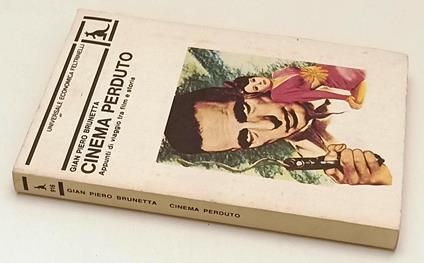 UNIVERSALE ECONOMICA FELTRINELLI
GIAN PIERO BRUNETTA
CINEMA PERDUTO
Appunti di viaggio tra film e storia
916
GIAN PIERO BRUNETTA CINEMA PERDUTO